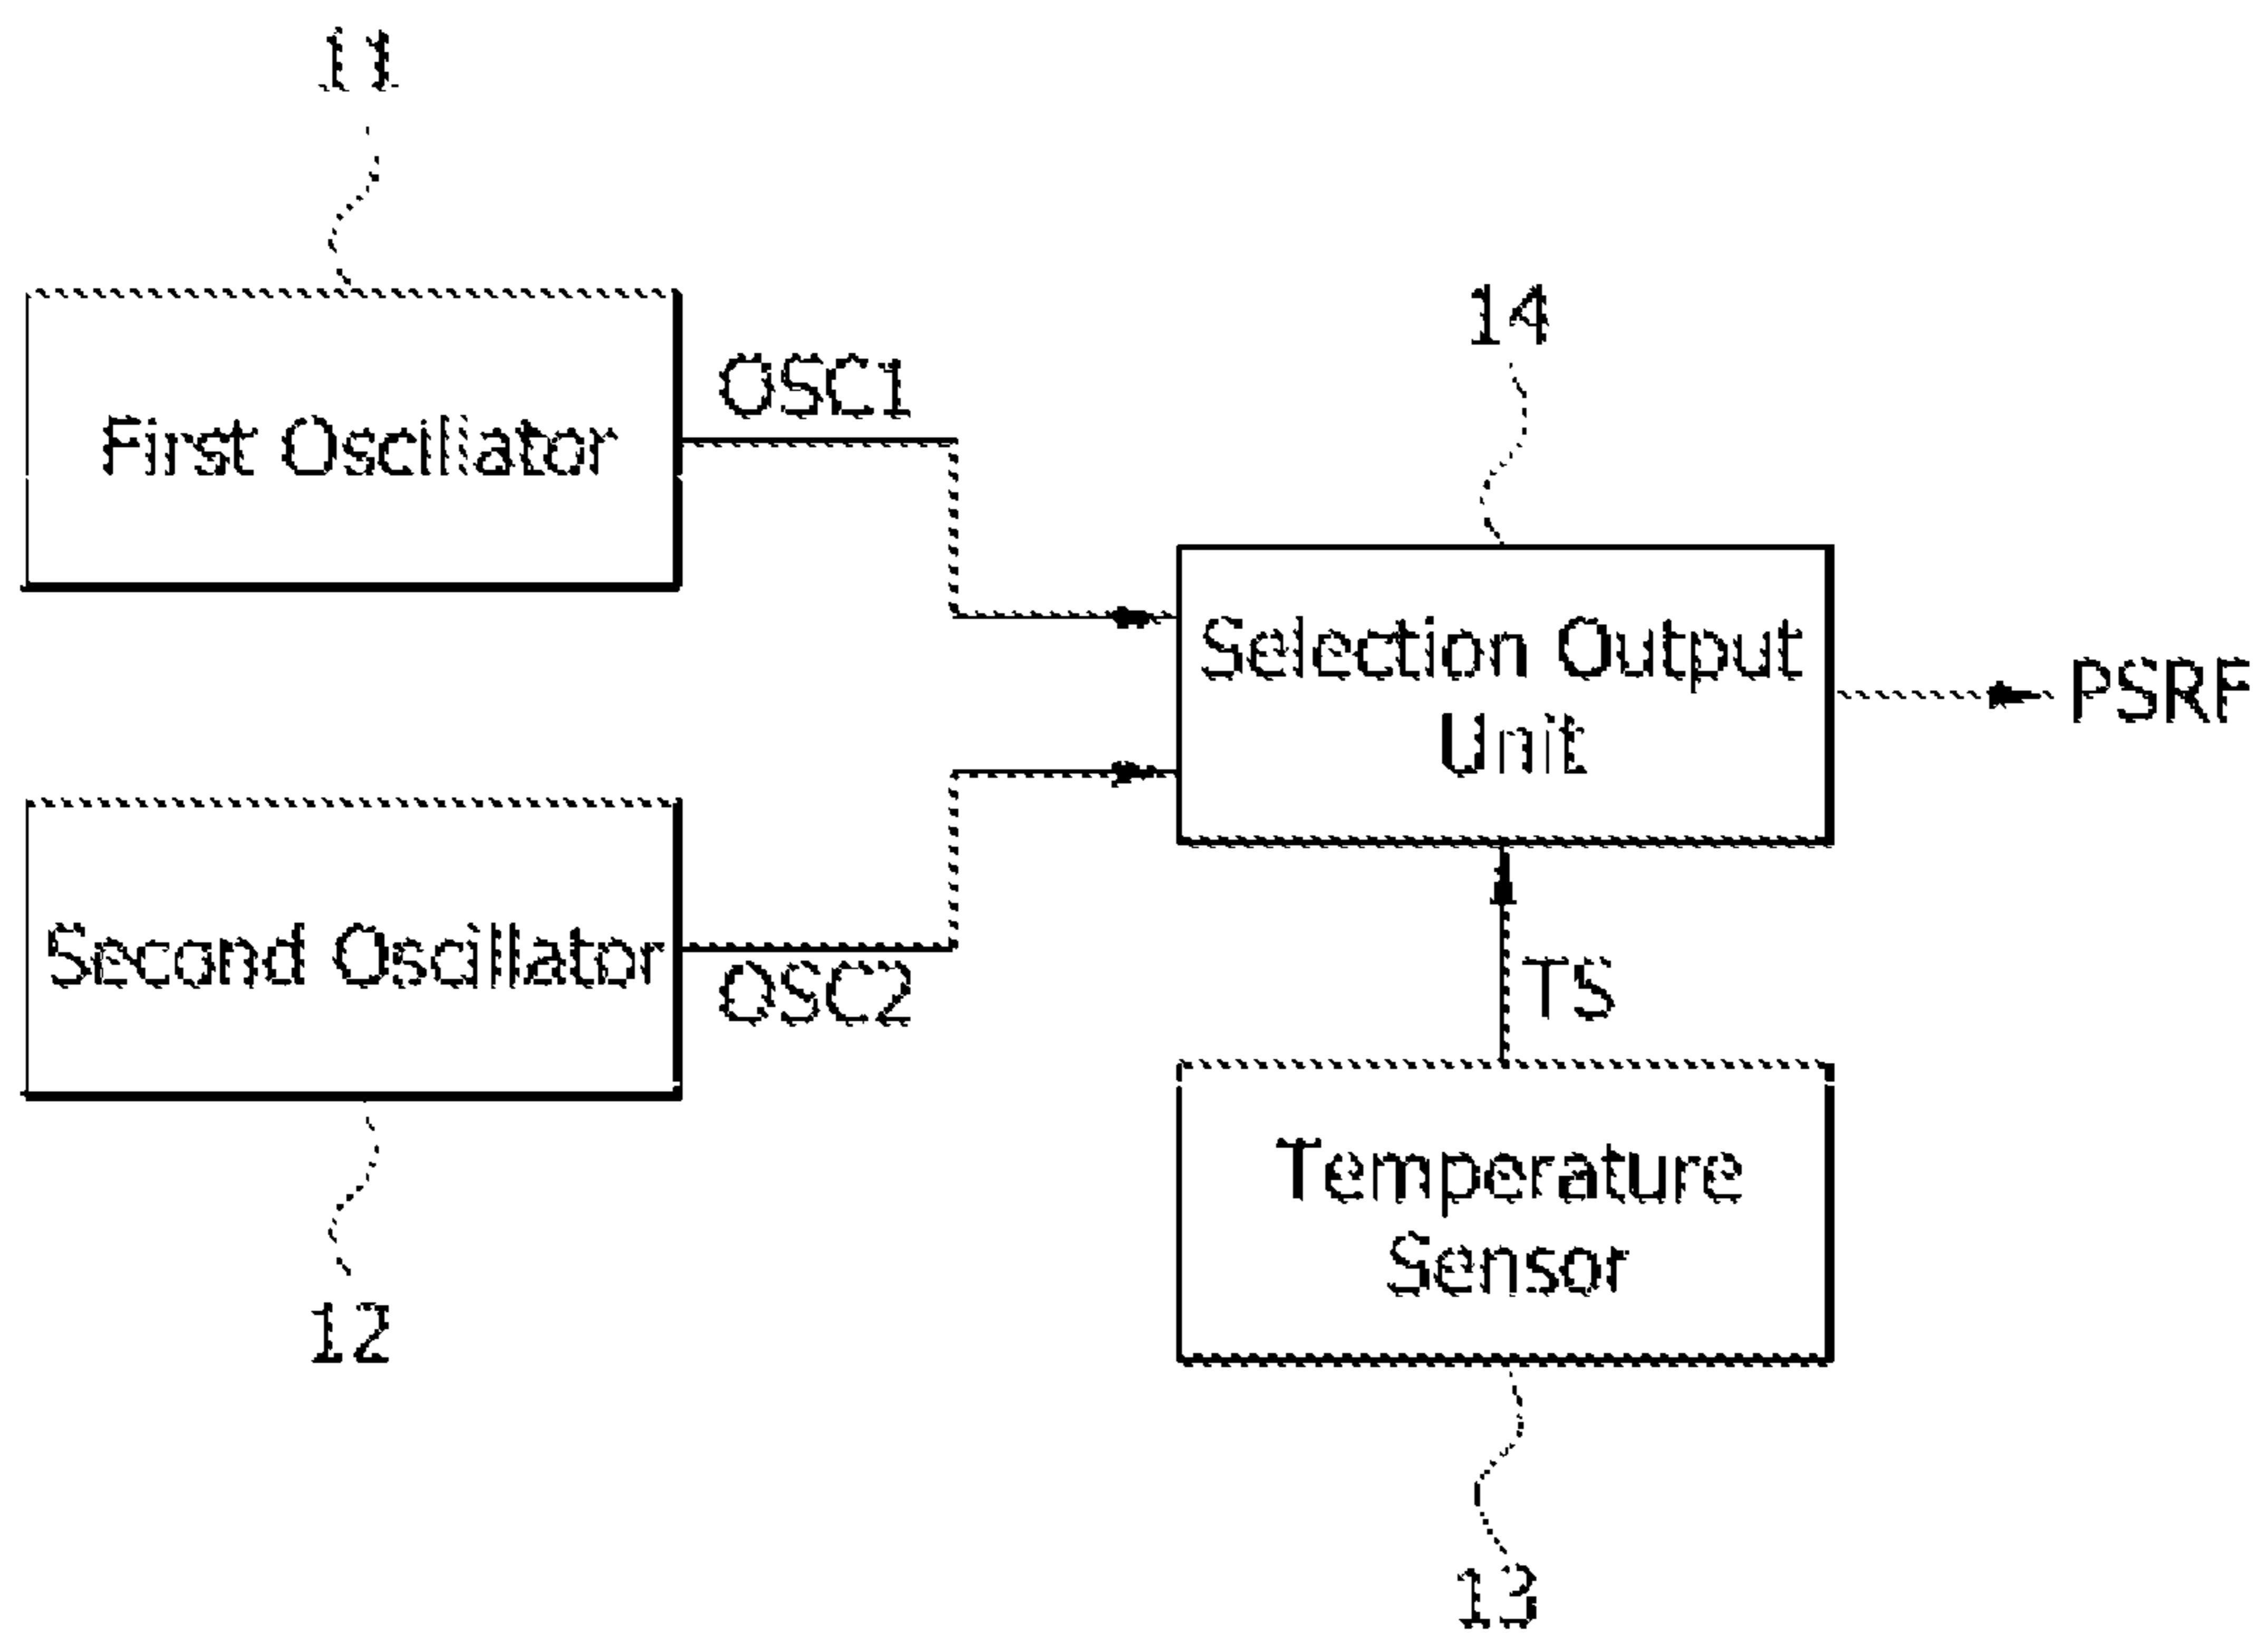 11
First Oscillator
OSC1
14
Selection Output
Unit
PSRF
Second Oscillator
OSC2
TS
Temperature
Sensor
12
13